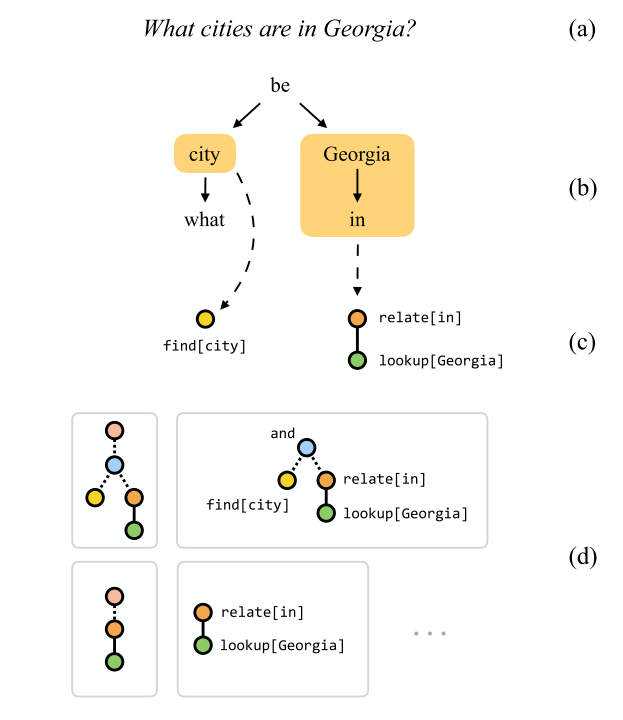 What cities are in Georgia?
(a)
be
city
Georgia
what
in
(b)
find[city]
relate[in]
lookup[Georgia]
(c)
and
find[city]
relate[in]
lookup[Georgia]
(d)
relate[in]
lookup[Georgia]
...